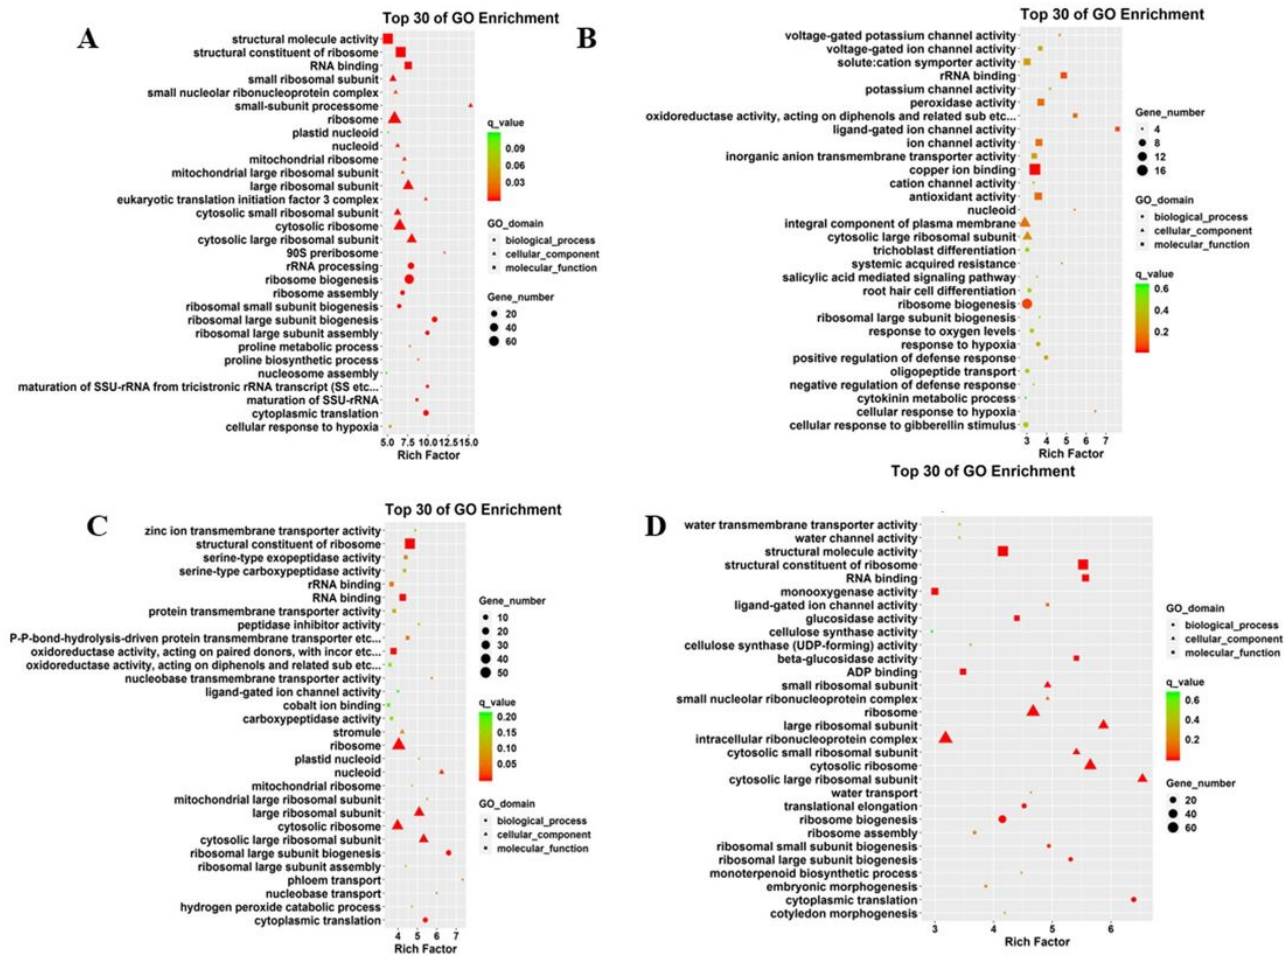 A
Top 30 of GO Enrichment
structural molecule activity
structural constituent of ribosome
RNA binding
small ribosomal subunit
small nucleolar ribonucleoprotein complex
small-subunit processome
ribosome
plastid nucleoid
nucleoid
mitochondrial ribosome
mitochondrial large ribosomal subunit
large ribosomal subunit
eukaryotic translation initiation factor 3 complex
cytosolic small ribosomal subunit
cytosolic ribosome
cytosolic large ribosomal subunit
90S preribosome
rRNA processing
ribosome biogenesis
ribosome assembly
ribosomal small subunit biogenesis
ribosomal large subunit biogenesis
ribosomal large subunit assembly
proline metabolic process
proline biosynthetic process
nucleosome assembly
maturation of SSU-rRNA from tricistronic rRNA transcript (SS etc...
maturation of SSU-rRNA
cytoplasmic translation
cellular response to hypoxia
5.0 7.5 10.0 12.5 15.0
Rich Factor
q_value
0.09
0.06
0.03
GO_domain
biological_process
cellular_component
molecular_function
Gene_number
20
40
60
B
Top 30 of GO Enrichment
voltage-gated potassium channel activity
voltage-gated ion channel activity
solute:cation symporter activity
rRNA binding
potassium channel activity
peroxidase activity
oxidoreductase activity, acting on diphenols and related sub etc...
ligand-gated ion channel activity
ion channel activity
inorganic anion transmembrane transporter activity
copper ion binding
cation channel activity
antioxidant activity
nucleoid
integral component of plasma membrane
cytosolic large ribosomal subunit
trichoblast differentiation
systemic acquired resistance
salicylic acid mediated signaling pathway
root hair cell differentiation
ribosome biogenesis
ribosomal large subunit biogenesis
response to oxygen levels
response to hypoxia
positive regulation of defense response
oligopeptide transport
negative regulation of defense response
cytokinin metabolic process
cellular response to hypoxia
cellular response to gibberellin stimulus
3 4 5 6 7
Rich Factor
Gene_number
4
8
12
16
GO_domain
biological_process
cellular_component
molecular_function
q_value
0.6
0.4
0.2
C
Top 30 of GO Enrichment
zinc ion transmembrane transporter activity
structural constituent of ribosome
serine-type exopeptidase activity
serine-type carboxypeptidase activity
rRNA binding
RNA binding
protein transmembrane transporter activity
peptidase inhibitor activity
P-P-bond-hydrolysis-driven protein transmembrane transporter etc...
oxidoreductase activity, acting on paired donors, with incor etc...
oxidoreductase activity, acting on diphenols and related sub etc...
nucleobase transmembrane transporter activity
ligand-gated ion channel activity
cobalt ion binding
carboxypeptidase activity
stromule
ribosome
plastid nucleoid
nucleoid
mitochondrial ribosome
mitochondrial large ribosomal subunit
large ribosomal subunit
cytosolic ribosome
cytosolic large ribosomal subunit
ribosomal large subunit biogenesis
ribosomal large subunit assembly
phloem transport
nucleobase transport
hydrogen peroxide catabolic process
cytoplasmic translation
4 5 6 7
Rich Factor
Gene_number
10
20
30
40
50
q_value
0.20
0.15
0.10
0.05
GO_domain
biological_process
cellular_component
molecular_function
D
Top 30 of GO Enrichment
water transmembrane transporter activity
water channel activity
structural molecule activity
structural constituent of ribosome
RNA binding
monooxygenase activity
ligand-gated ion channel activity
glucosidase activity
cellulose synthase activity
cellulose synthase (UDP-forming) activity
beta-glucosidase activity
ADP binding
small ribosomal subunit
small nucleolar ribonucleoprotein complex
ribosome
large ribosomal subunit
intracellular ribonucleoprotein complex
cytosolic small ribosomal subunit
cytosolic ribosome
cytosolic large ribosomal subunit
water transport
translational elongation
ribosome biogenesis
ribosome assembly
ribosomal small subunit biogenesis
ribosomal large subunit biogenesis
monoterpenoid biosynthetic process
embryonic morphogenesis
cytoplasmic translation
cotyledon morphogenesis
3 4 5 6
Rich Factor
GO_domain
biological_process
cellular_component
molecular_function
q_value
0.6
0.4
0.2
Gene_number
20
40
60